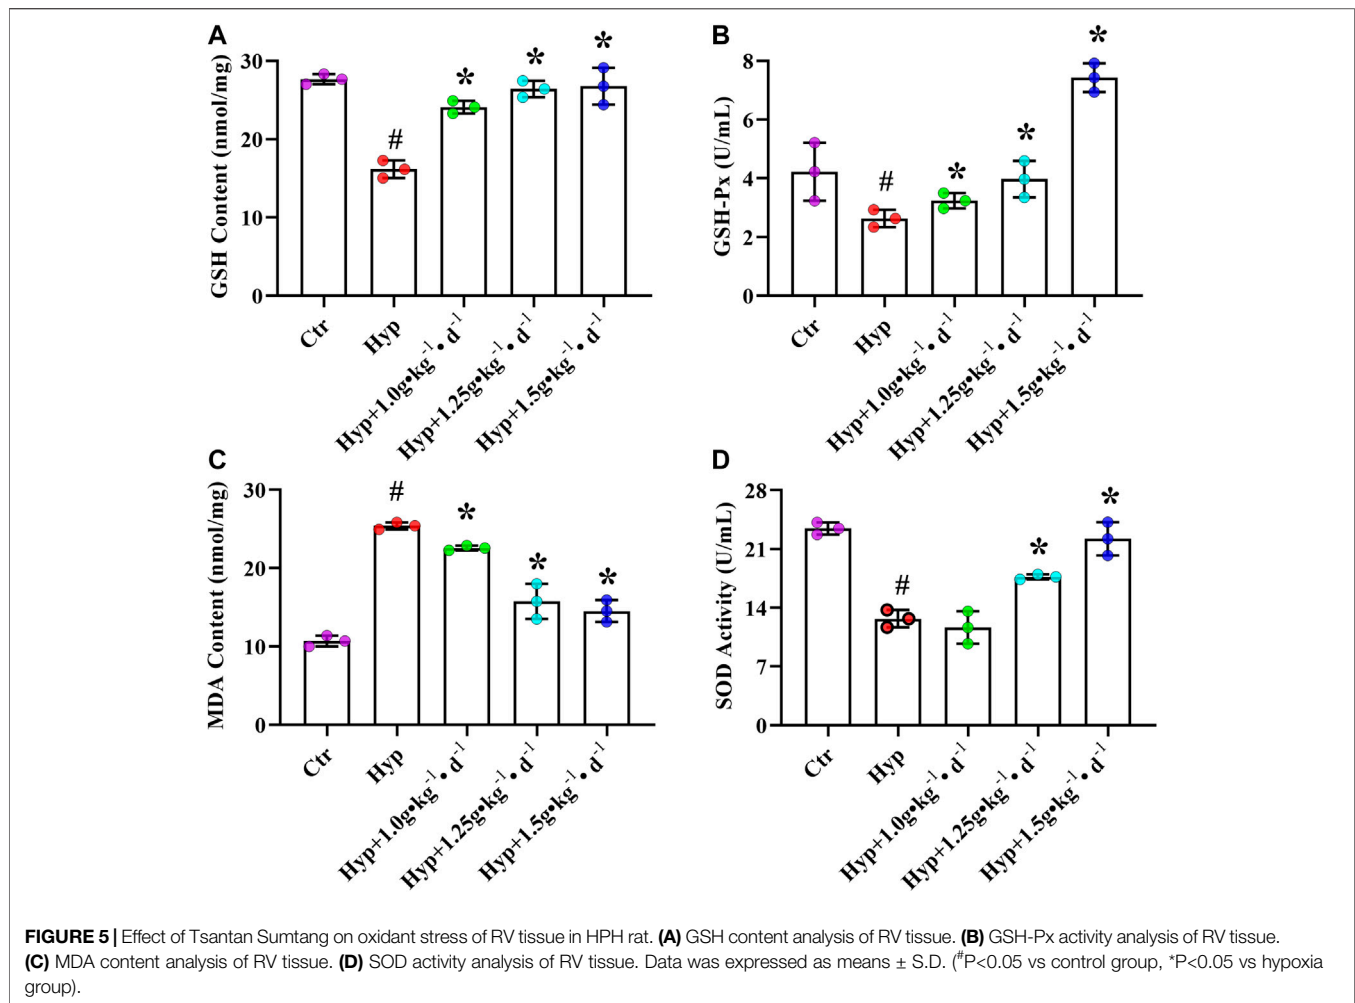 A
GSH Content (nmol/mg)
30
20
10
0
#
*
*
*
Ctr
Hyp
Hyp+1.0g•kg⁻¹•d⁻¹
Hyp+1.25g•kg⁻¹•d⁻¹
Hyp+1.5g•kg⁻¹•d⁻¹
B
GSH-Px (U/mL)
8
6
4
2
0
#
*
*
*
Ctr
Hyp
Hyp+1.0g•kg⁻¹•d⁻¹
Hyp+1.25g•kg⁻¹•d⁻¹
Hyp+1.5g•kg⁻¹•d⁻¹
C
MDA Content (nmol/mg)
30
20
10
0
#
*
*
*
Ctr
Hyp
Hyp+1.0g•kg⁻¹•d⁻¹
Hyp+1.25g•kg⁻¹•d⁻¹
Hyp+1.5g•kg⁻¹•d⁻¹
D
SOD Activity (U/mL)
28
21
14
7
0
#
*
*
Ctr
Hyp
Hyp+1.0g•kg⁻¹•d⁻¹
Hyp+1.25g•kg⁻¹•d⁻¹
Hyp+1.5g•kg⁻¹•d⁻¹
FIGURE 5 | Effect of Tsantan Sumtang on oxidant stress of RV tissue in HPH rat. (A) GSH content analysis of RV tissue. (B) GSH-Px activity analysis of RV tissue.
(C) MDA content analysis of RV tissue. (D) SOD activity analysis of RV tissue. Data was expressed as means ± S.D. (#P<0.05 vs control group, *P<0.05 vs hypoxia
group).